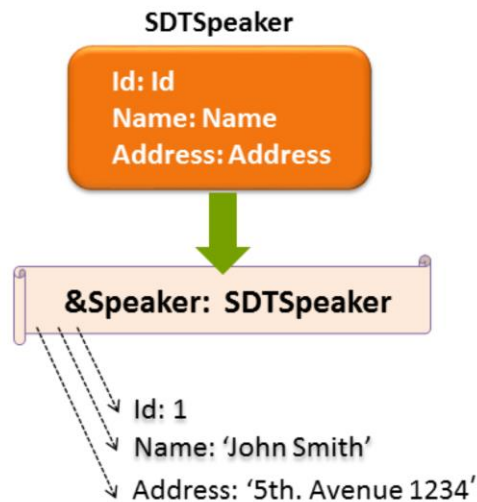 SDTSpeaker
Id: Id
Name: Name
Address: Address
&Speaker: SDTSpeaker
Id: 1
Name: ‘John Smith’
Address: ‘5th. Avenue 1234’